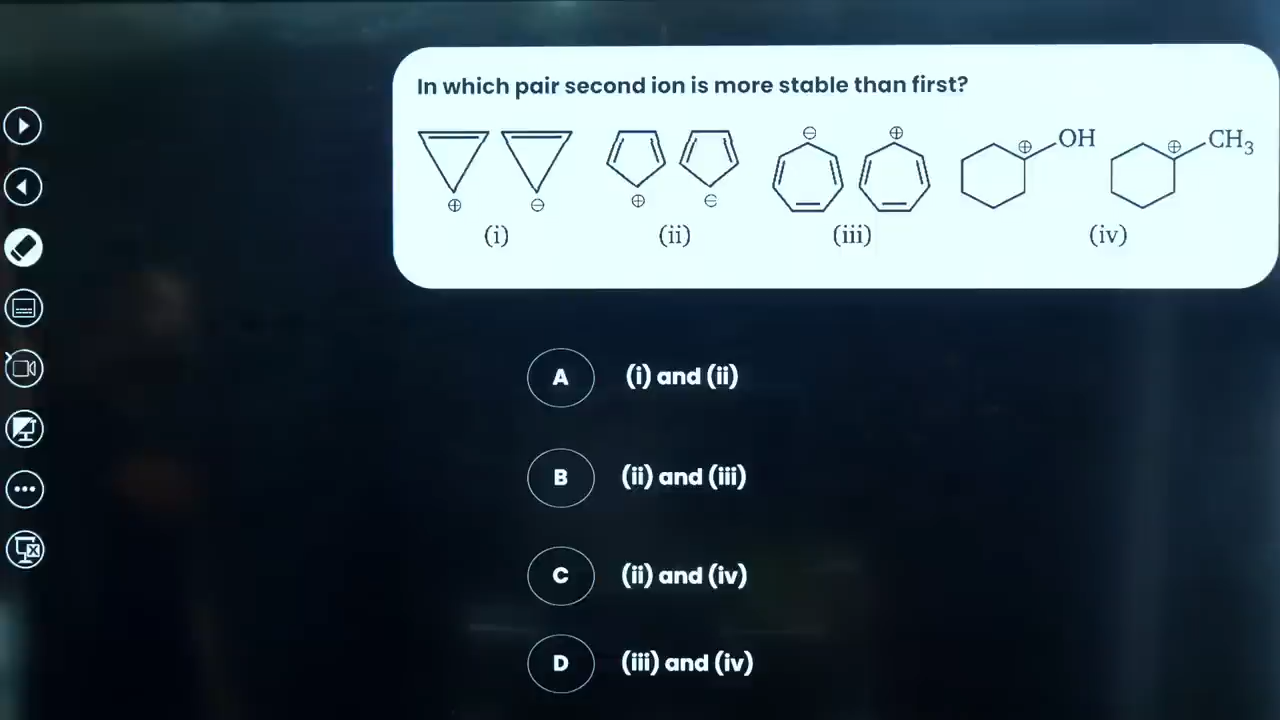 In which pair second ion is more stable than first?
⊕ ⊖ ⊕ ⊖ ⊖ ⊕ ⊕ OH ⊕ CH₃
(i) (ii) (iii) (iv)
A (i) and (ii)
B (ii) and (iii)
C (ii) and (iv)
D (iii) and (iv)